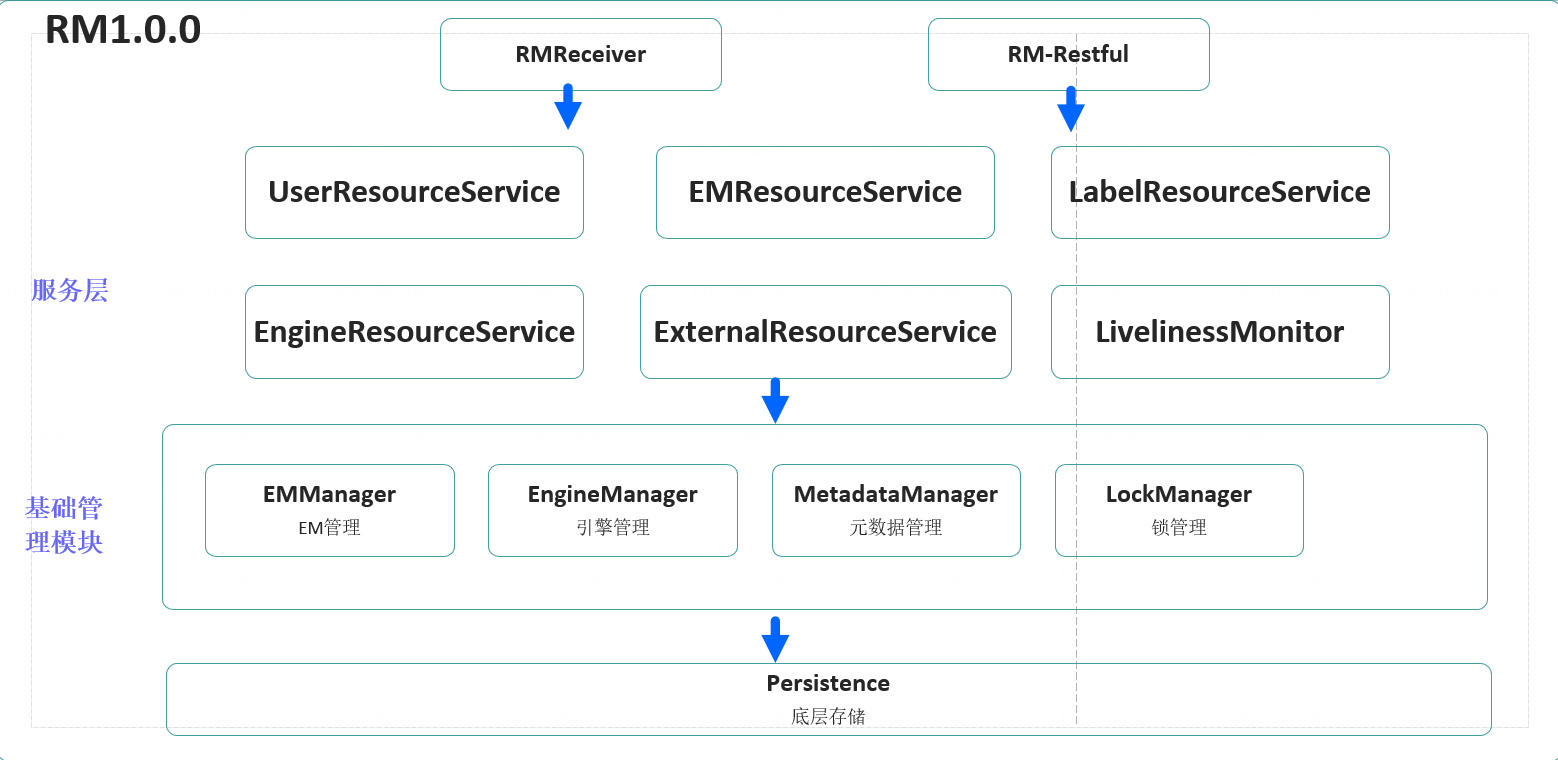 RM1.0.0
RMReceiver
RM-Restful
UserResourceService
EMResourceService
LabelResourceService
服务层
EngineResourceService
ExternalResourceService
LivelinessMonitor
基础管
理模块
EMManager
EM管理
EngineManager
引擎管理
MetadataManager
元数据管理
LockManager
锁管理
Persistence
底层存储